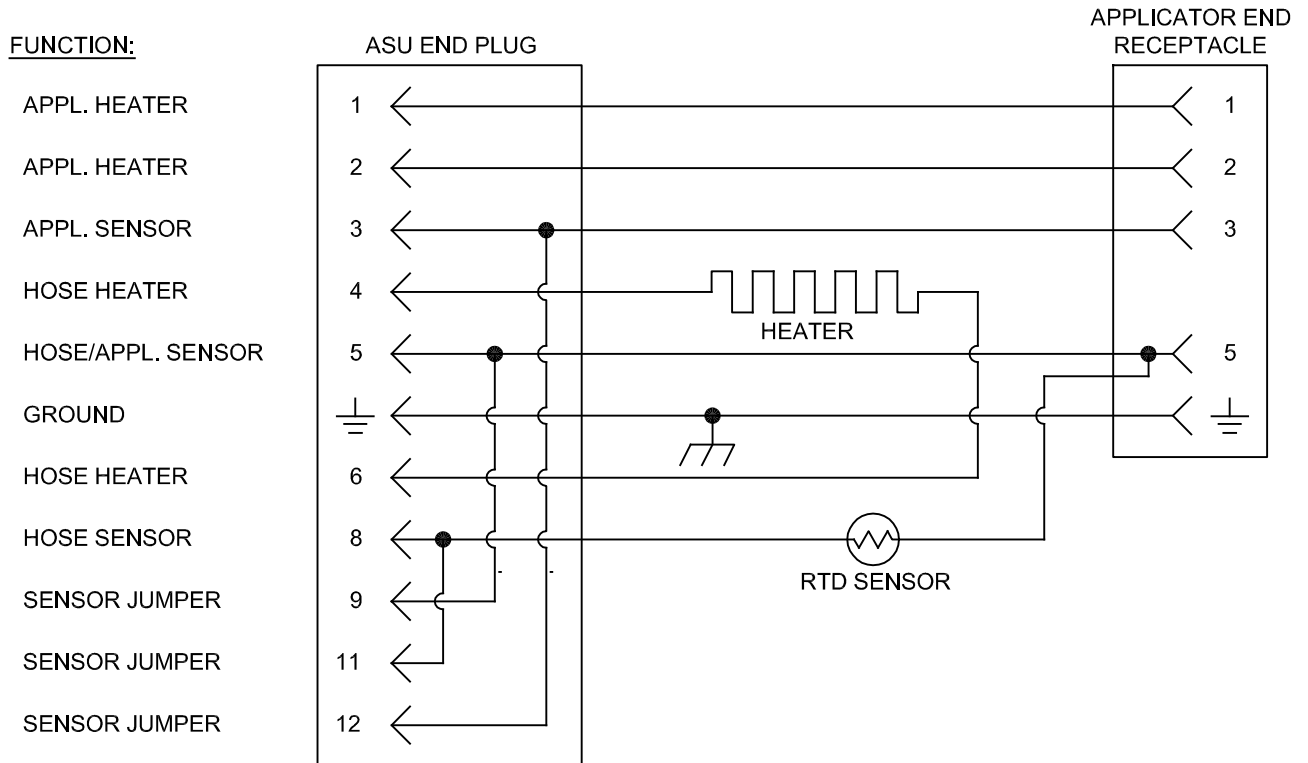 APPLICATOR END
RECEPTACLE
FUNCTION:
ASU END PLUG
APPL. HEATER 1 1
APPL. HEATER 2 2
APPL. SENSOR 3 3
HOSE HEATER 4
HEATER
HOSE/APPL. SENSOR 5 5
GROUND
HOSE HEATER 6
HOSE SENSOR 8
RTD SENSOR
SENSOR JUMPER 9
SENSOR JUMPER 11
SENSOR JUMPER 12